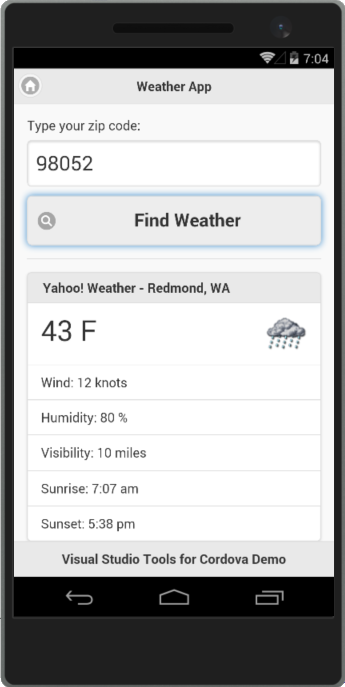 7:04
Weather App
Type your zip code:
98052
Find Weather
Yahoo! Weather - Redmond, WA
43 F
Wind: 12 knots
Humidity: 80 %
Visibility: 10 miles
Sunrise: 7:07 am
Sunset: 5:38 pm
Visual Studio Tools for Cordova Demo